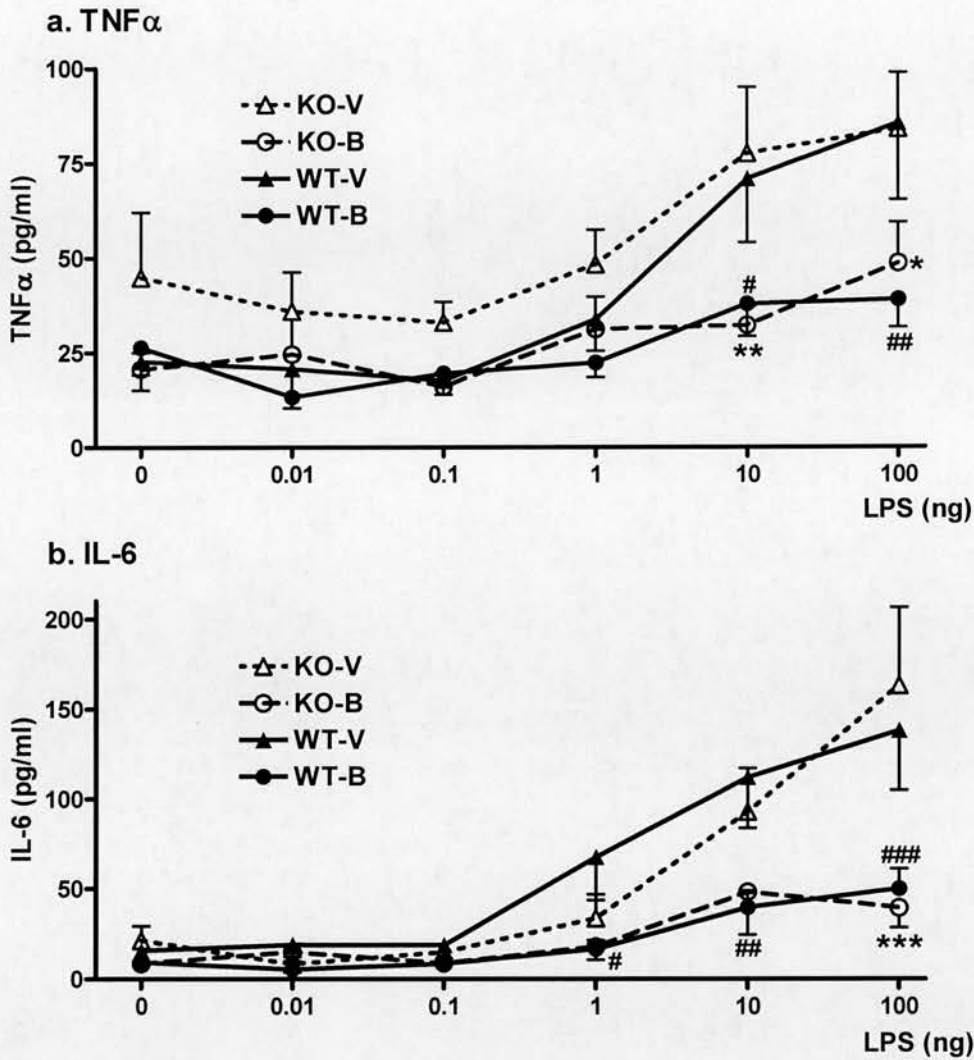 a. TNFα
100
75
50
25
0
TNFα (pg/ml)
KO-V
KO-B
WT-V
WT-B
#
**
*
##
0 0.01 0.1 1 10 100
LPS (ng)
b. IL-6
200
150
100
50
0
IL-6 (pg/ml)
KO-V
KO-B
WT-V
WT-B
#
##
###
***
0 0.01 0.1 1 10 100
LPS (ng)